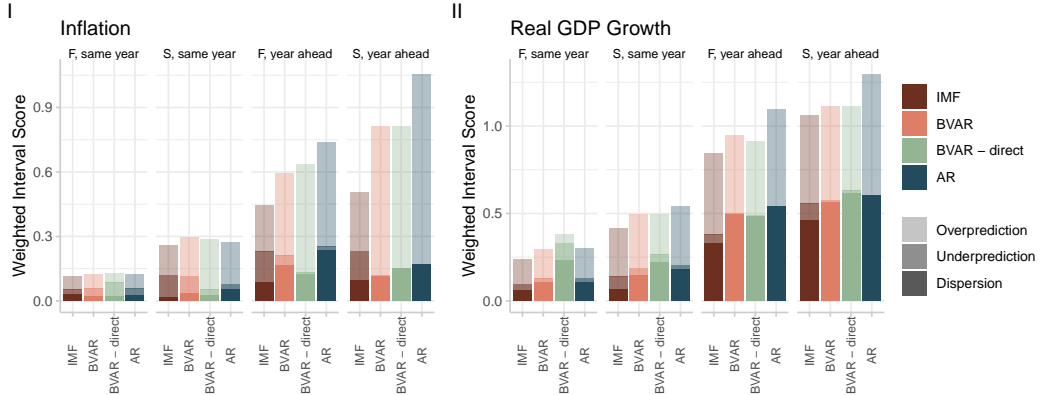 I
II
Inflation
Real GDP Growth
F, same year
S, same year
F, year ahead
S, year ahead
F, same year
S, same year
F, year ahead
S, year ahead
Weighted Interval Score
0.9
0.6
0.3
0.0
Weighted Interval Score
1.0
0.5
0.0
IMF
BVAR
BVAR − direct
AR
IMF
BVAR
BVAR − direct
AR
IMF
BVAR
BVAR − direct
AR
IMF
BVAR
BVAR − direct
AR
IMF
BVAR
BVAR − direct
AR
IMF
BVAR
BVAR − direct
AR
IMF
BVAR
BVAR − direct
AR
IMF
BVAR
BVAR − direct
AR
IMF
BVAR
BVAR − direct
AR
Overprediction
Underprediction
Dispersion